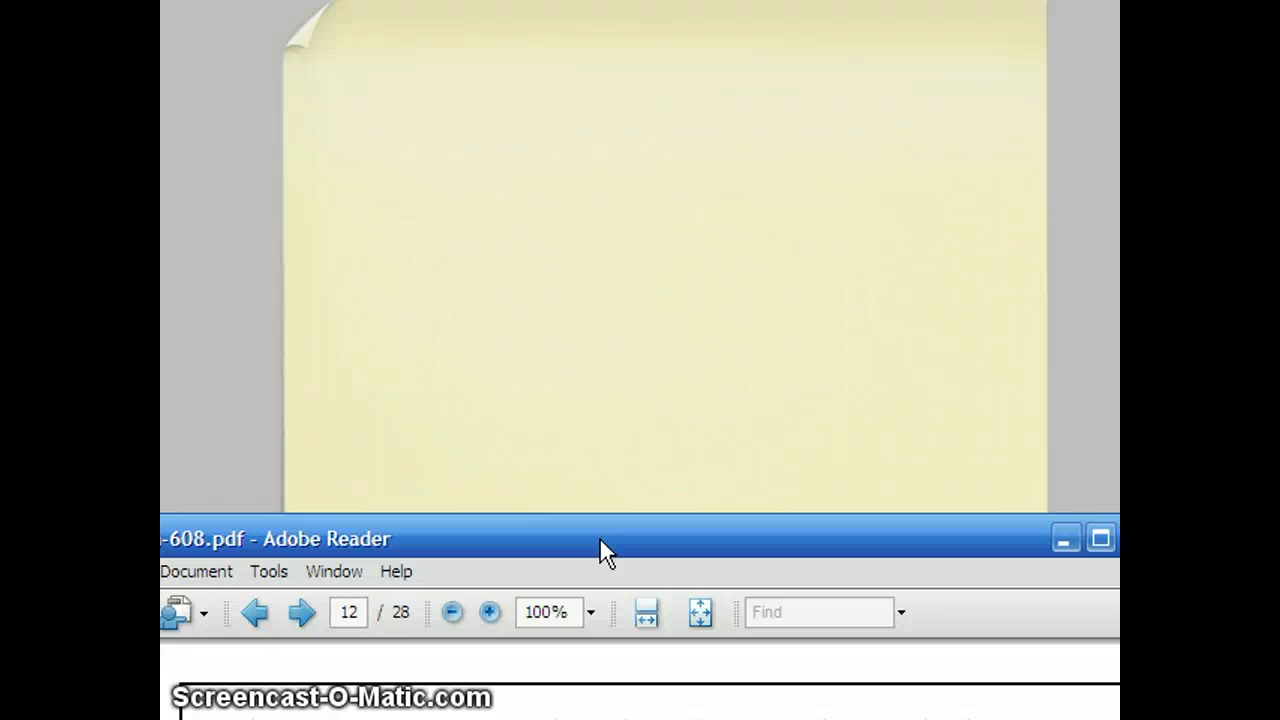 -608.pdf - Adobe Reader
Document Tools Window Help
12 / 28 100% Find
Screencast-O-Matic.com